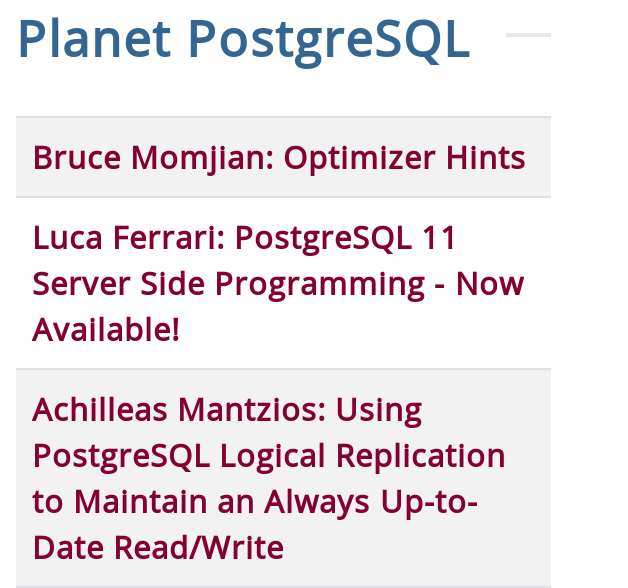 Planet PostgreSQL
Bruce Momjian: Optimizer Hints
Luca Ferrari: PostgreSQL 11
Server Side Programming - Now
Available!
Achilleas Mantzios: Using
PostgreSQL Logical Replication
to Maintain an Always Up-to-
Date Read/Write